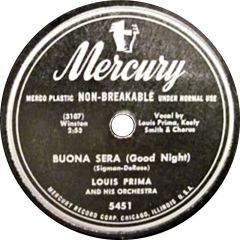 Mercury
MERCO PLASTIC NON-BREAKABLE UNDER NORMAL USE
(3107)
Winston
2:53
Vocal by
Louis Prima, Keely
Smith & Chorus
BUONA SERA (Good Night)
(Sigman-DeRose)
LOUIS PRIMA
AND HIS ORCHESTRA
5451
MERCURY RECORD CORP. CHICAGO, ILLINOIS U.S.A.